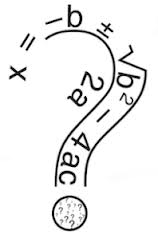 x = −b ± √b² − 4ac
2a
? ? ? ? ? ?